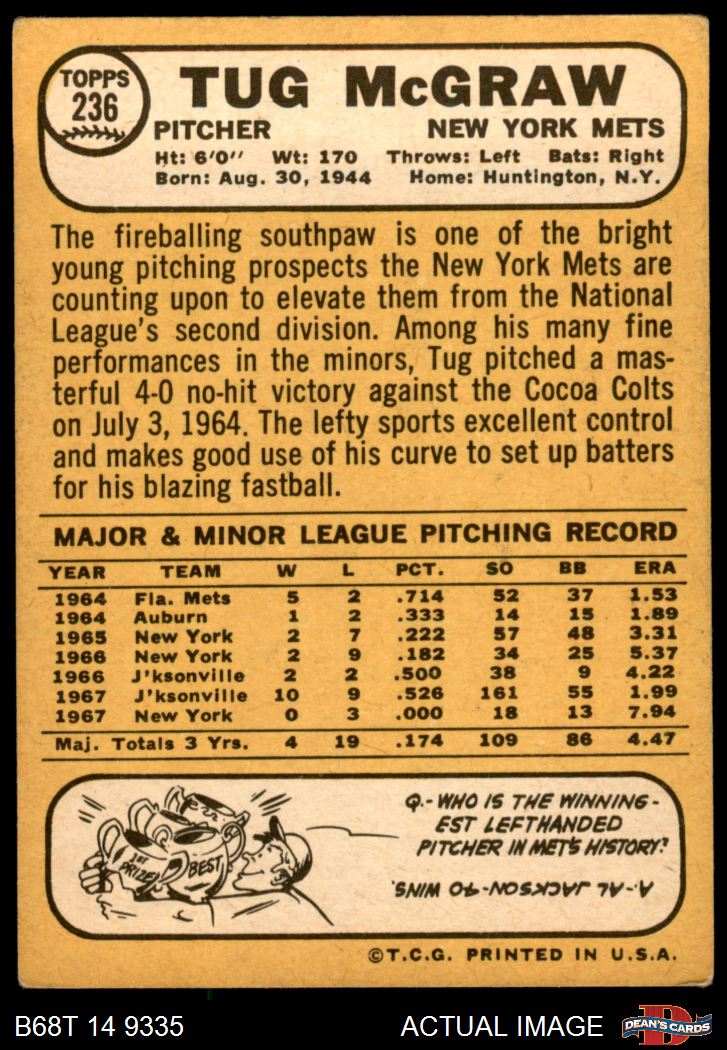 TOPPS
236
TUG McGRAW
PITCHER NEW YORK METS
Ht: 6'0'' Wt: 170 Throws: Left Bats: Right
Born: Aug. 30, 1944 Home: Huntington, N.Y.
The fireballing southpaw is one of the bright
young pitching prospects the New York Mets are
counting upon to elevate them from the National
League's second division. Among his many fine
performances in the minors, Tug pitched a mas-
terful 4-0 no-hit victory against the Cocoa Colts
on July 3, 1964. The lefty sports excellent control
and makes good use of his curve to set up batters
for his blazing fastball.
MAJOR & MINOR LEAGUE PITCHING RECORD
YEAR TEAM W L PCT. SO BB ERA
1964 Fla. Mets 5 2 .714 52 37 1.53
1964 Auburn 1 2 .333 14 15 1.89
1965 New York 2 7 .222 57 48 3.31
1966 New York 2 9 .182 34 25 5.37
1966 J'ksonville 2 2 .500 38 9 4.22
1967 J'ksonville 10 9 .526 161 55 1.99
1967 New York 0 3 .000 18 13 7.94
Maj. Totals 3 Yrs. 4 19 .174 109 86 4.47
1ST PRIZE
BEST
Q.-WHO IS THE WINNING-
EST LEFTHANDED
PITCHER IN METS HISTORY?
A.-AL JACKSON-40 WINS.
©T.C.G. PRINTED IN U.S.A.
B68T 14 9335 ACTUAL IMAGE
D
DEAN'S CARDS